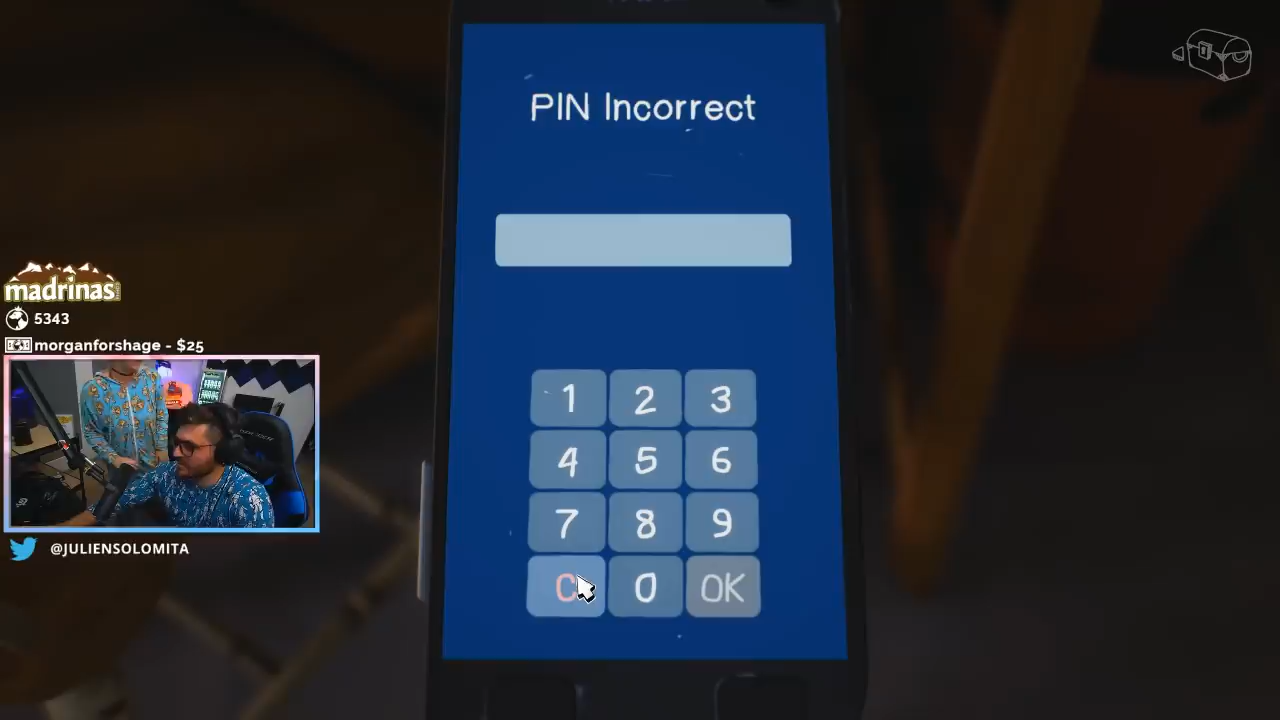 PIN Incorrect
madrinas
5343
morganforshage - $25
1 2 3
4 5 6
7 8 9
C 0 OK
@JULIENSOLOMITA